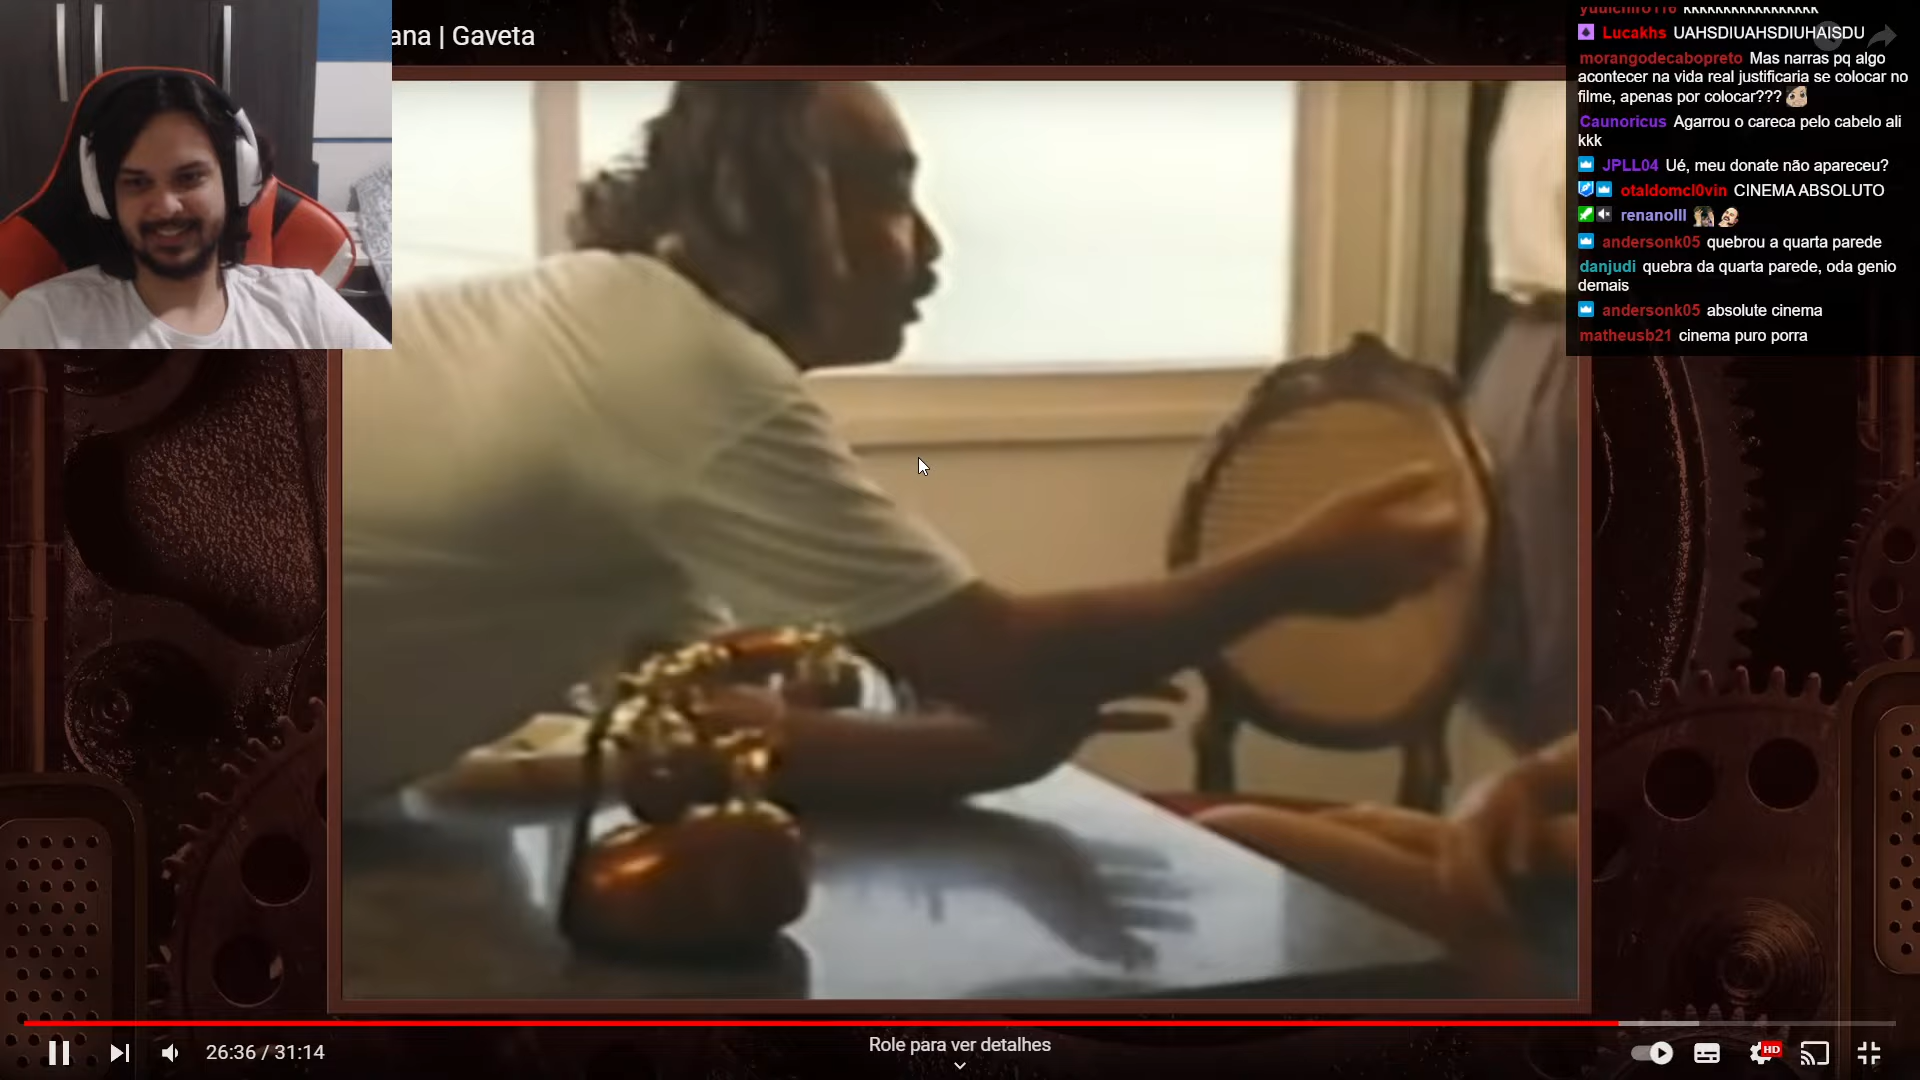 ana | Gaveta
yuuichiro116 kkkkkkkkkkkkkkkkk
Lucakhs UAHSDIUAHSDIUHAISDU
morangodecabopreto Mas narras pq algo
acontecer na vida real justificaria se colocar no
filme, apenas por colocar???
Caunoricus Agarrou o careca pelo cabelo ali
kkk
JPLL04 Ué, meu donate não apareceu?
otaldomcl0vin CINEMA ABSOLUTO
renanolll
andersonk05 quebrou a quarta parede
danjudi quebra da quarta parede, oda genio
demais
andersonk05 absolute cinema
matheusb21 cinema puro porra
26:36 / 31:14
Role para ver detalhes
HD